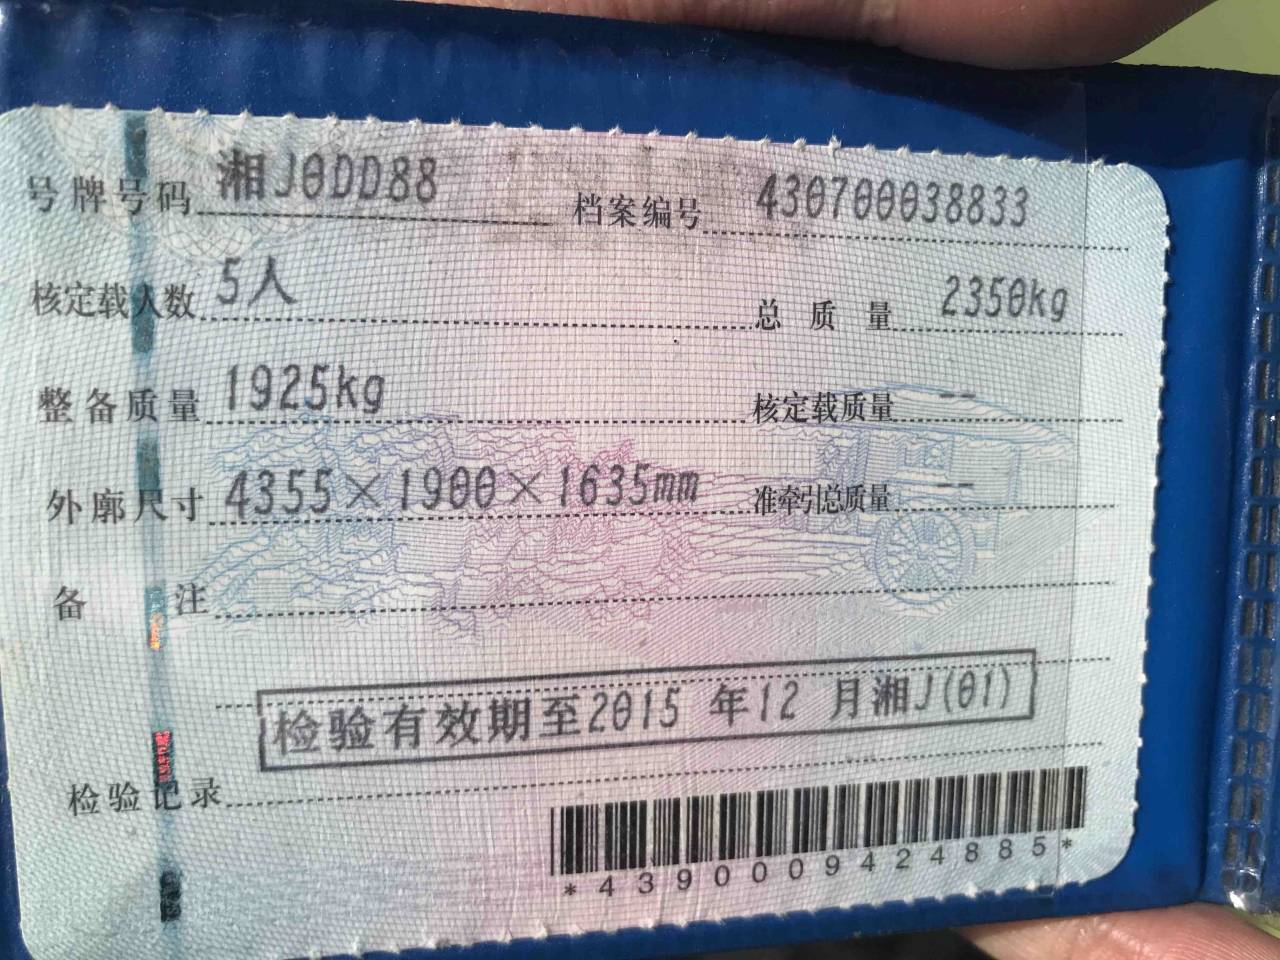 号牌号码 湘J0DD88 档案编号 430700038833
核定载人数 5人 总质量 2350kg
整备质量 1925kg 核定载质量 --
外廓尺寸 4355×1900×1635mm 准牵引总质量 --
备注
检验有效期至2015年12月湘J(01)
检验记录
*4390009424885*